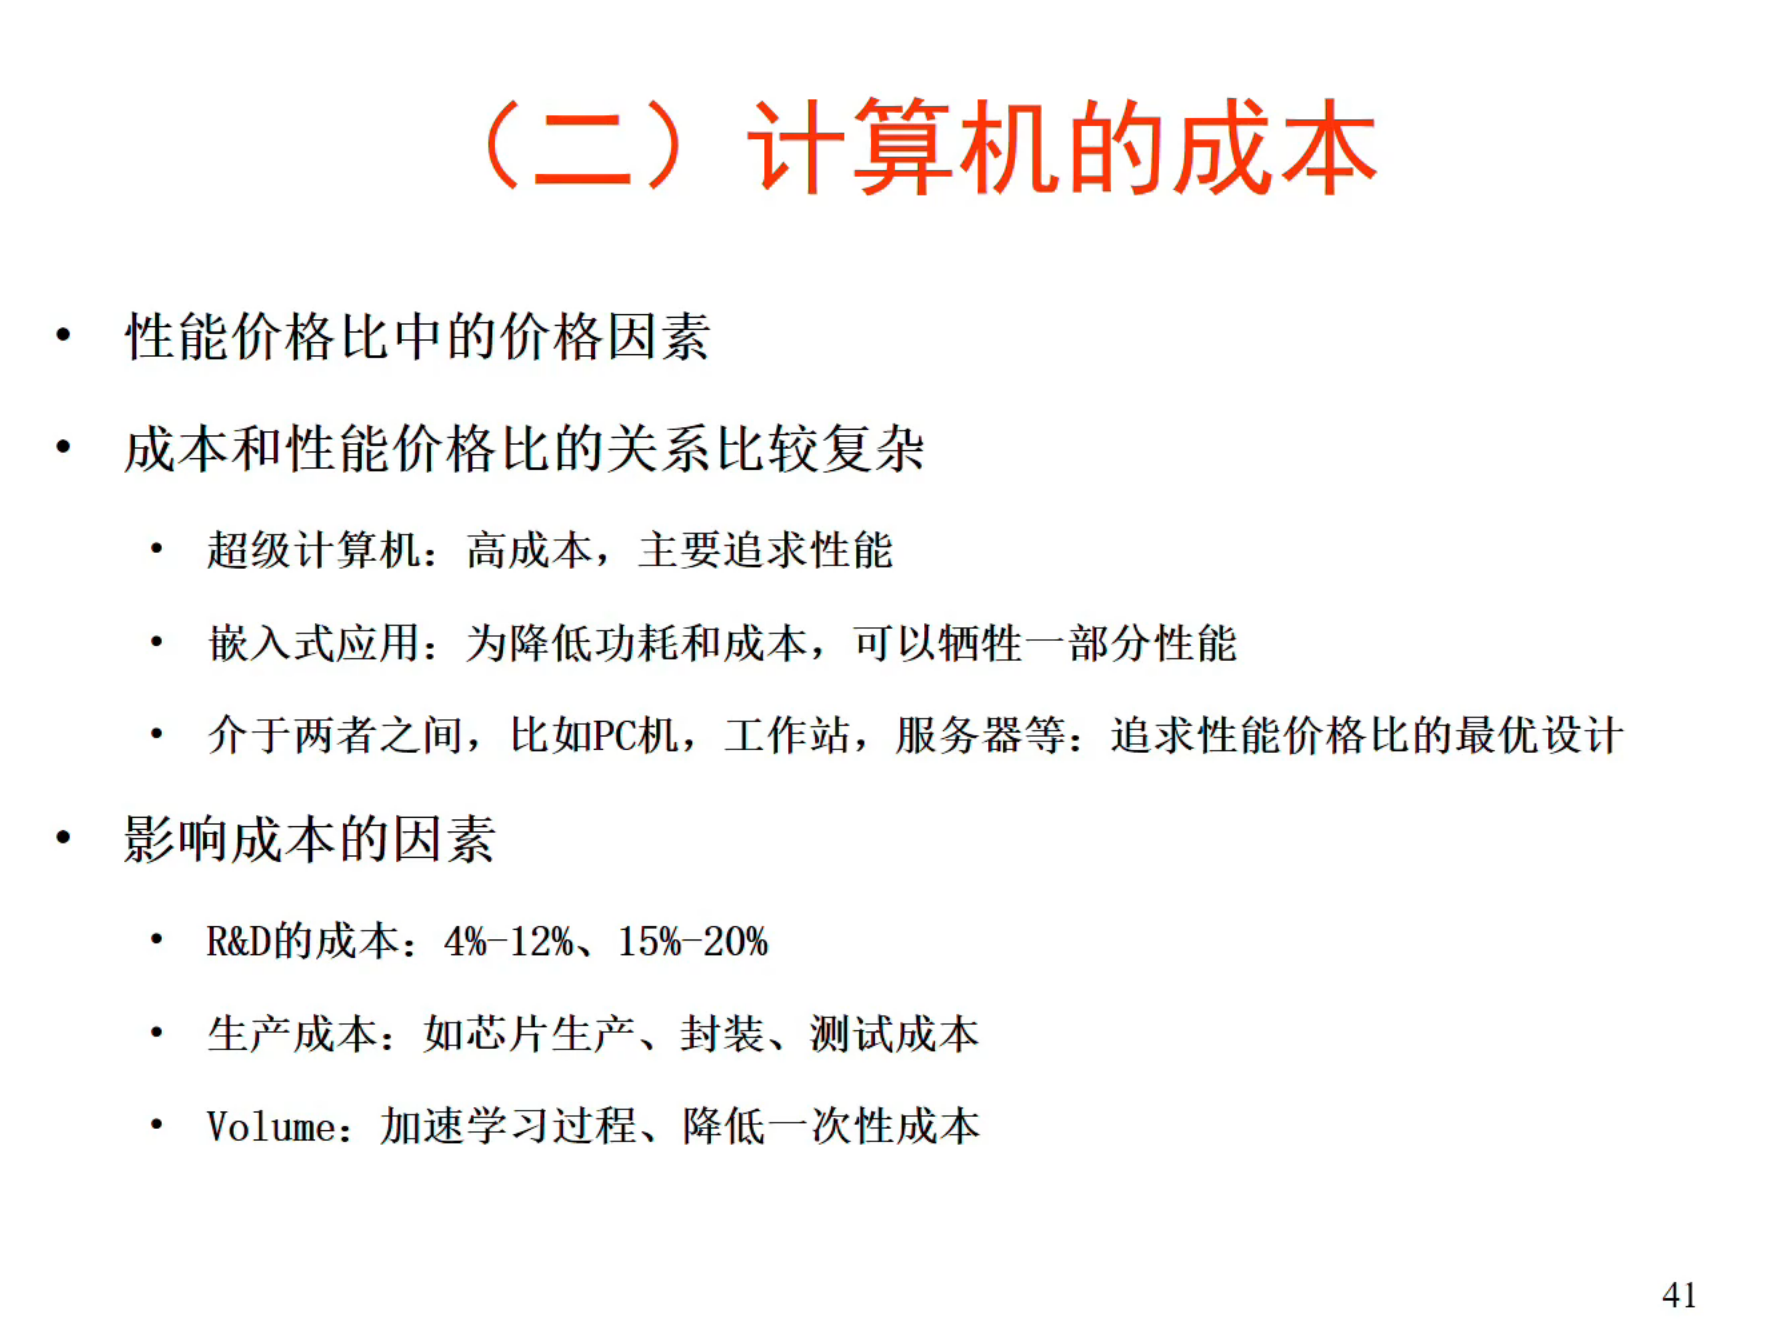 （二）计算机的成本
• 性能价格比中的价格因素
• 成本和性能价格比的关系比较复杂
• 超级计算机：高成本，主要追求性能
• 嵌入式应用：为降低功耗和成本，可以牺牲一部分性能
• 介于两者之间，比如PC机，工作站，服务器等：追求性能价格比的最优设计
• 影响成本的因素
• R&D的成本：4%-12%、15%-20%
• 生产成本：如芯片生产、封装、测试成本
• Volume：加速学习过程、降低一次性成本
41